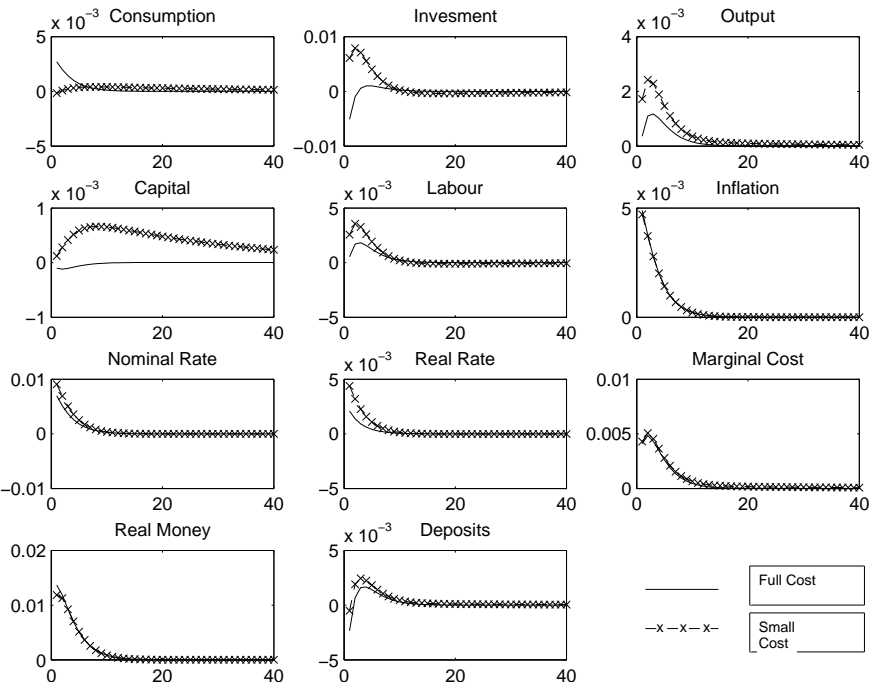 Consumption
x 10−3
5
0
−5
0 20 40
Invesment
0.01
0
−0.01
0 20 40
Output
x 10−3
4
2
0
0 20 40
Capital
x 10−3
1
0
−1
0 20 40
Labour
x 10−3
5
0
−5
0 20 40
Inflation
x 10−3
5
0
0 20 40
Nominal Rate
0.01
0
−0.01
0 20 40
Real Rate
x 10−3
5
0
−5
0 20 40
Marginal Cost
0.01
0.005
0
0 20 40
Real Money
0.02
0.01
0
0 20 40
Deposits
x 10−3
5
0
−5
0 20 40
Full Cost
x x x
Small
Cost